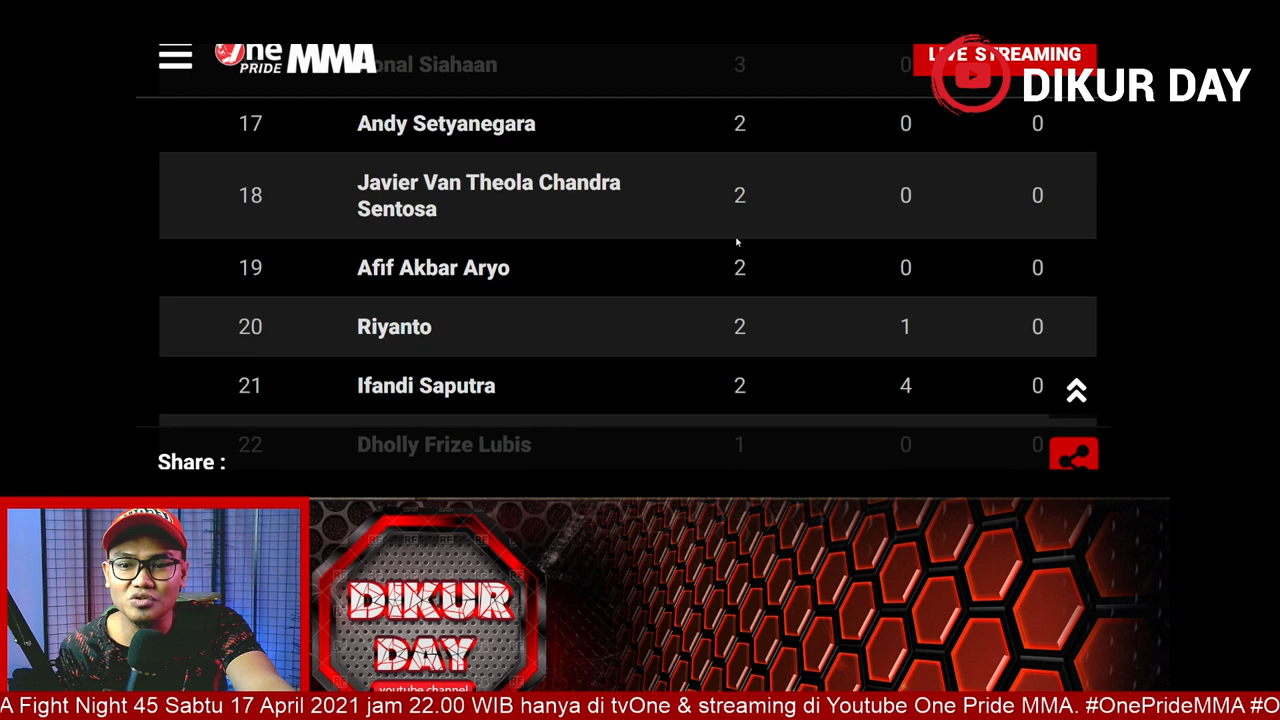 One
PRIDE MMA
LIVE STREAMING
DIKUR DAY
onal Siahaan 3 0
17 Andy Setyanegara 2 0 0
18 Javier Van Theola Chandra
Sentosa 2 0 0
19 Afif Akbar Aryo 2 0 0
20 Riyanto 2 1 0
21 Ifandi Saputra 2 4 0
22 Dholly Frize Lubis 1 0 0
Share :
RF RF RF RF
DIKUR
DAY
youtube channel
A Fight Night 45 Sabtu 17 April 2021 jam 22.00 WIB hanya di tvOne & streaming di Youtube One Pride MMA. #OnePrideMMA #O